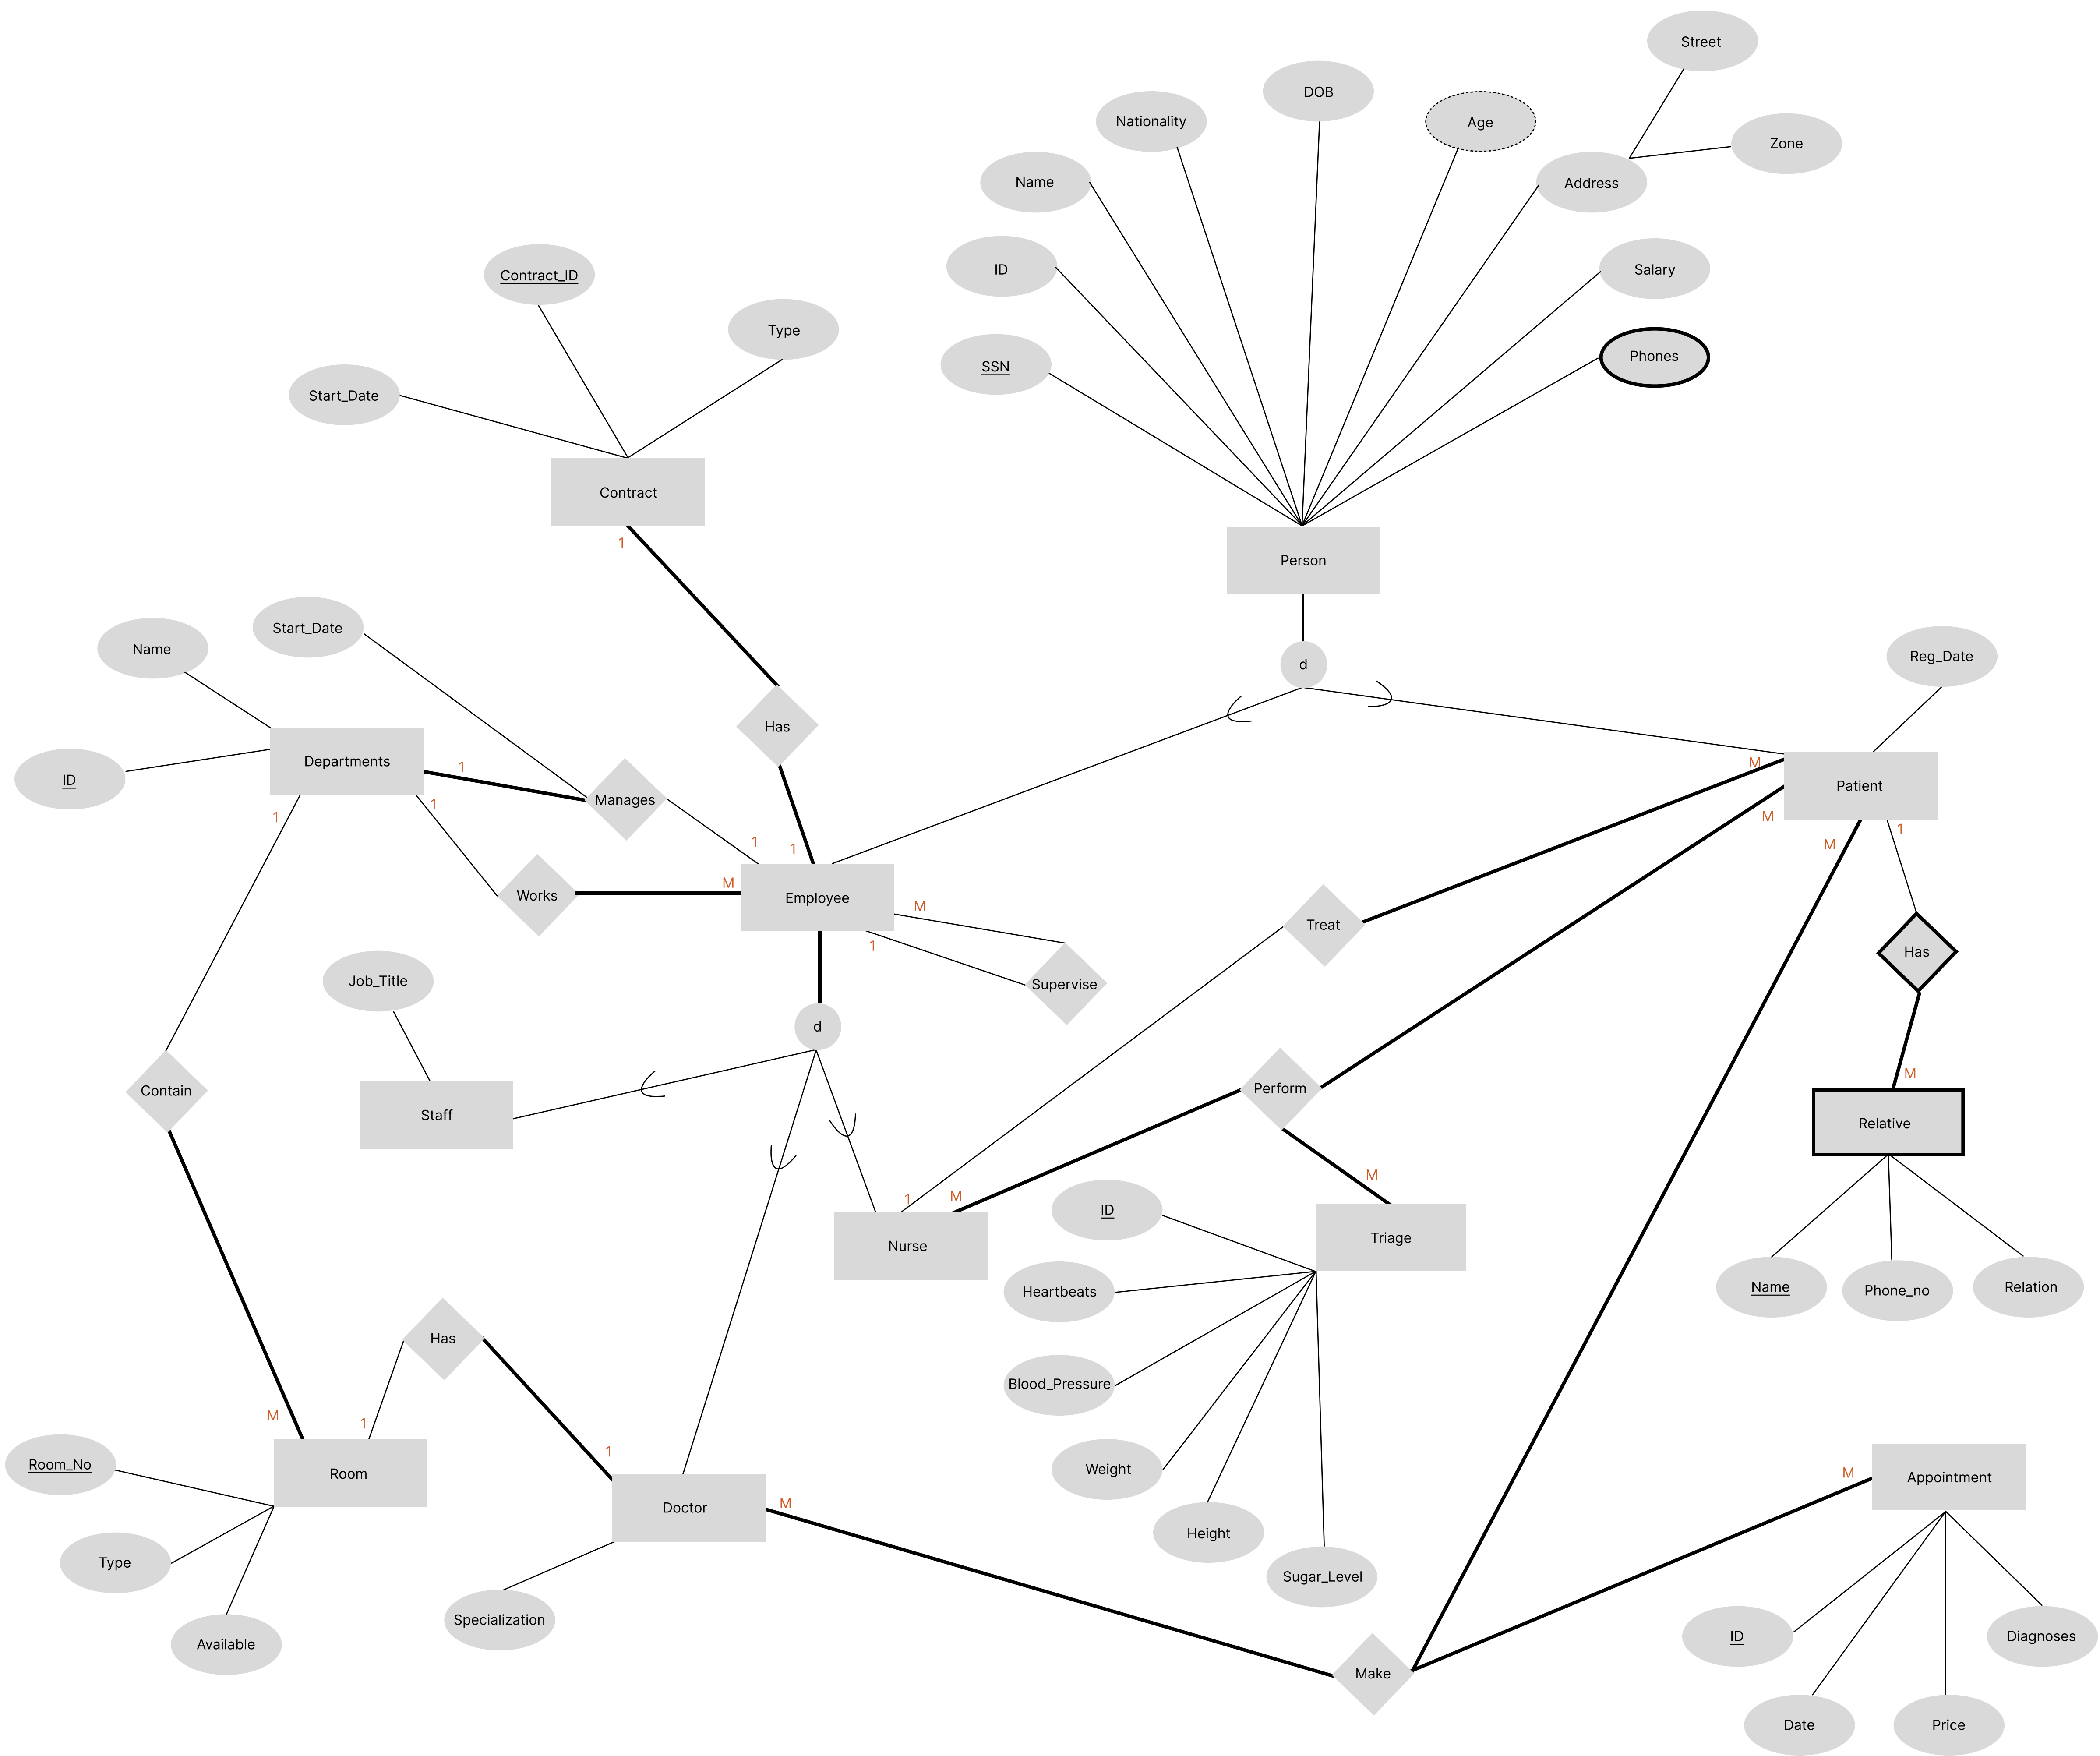 Street
DOB
Nationality
Age
Zone
Name
Address
ID
Salary
Contract_ID
Type
Phones
SSN
Start_Date
Contract
1
Person
Start_Date
Name
d
Reg_Date
Has
Departments
1
M
ID
Manages
Patient
1
1
M
1
1
1
M
M
Works
Employee
M
Treat
1
Has
Job_Title
Supervise
d
M
Contain
Perform
Staff
Relative
M
1
M
ID
Triage
Nurse
Name
Phone_no
Relation
Heartbeats
Has
Blood_Pressure
M
1
1
Room_No
Room
Weight
M
Appointment
M
Doctor
Height
Type
Sugar_Level
Specialization
Available
ID
Diagnoses
Make
Date
Price